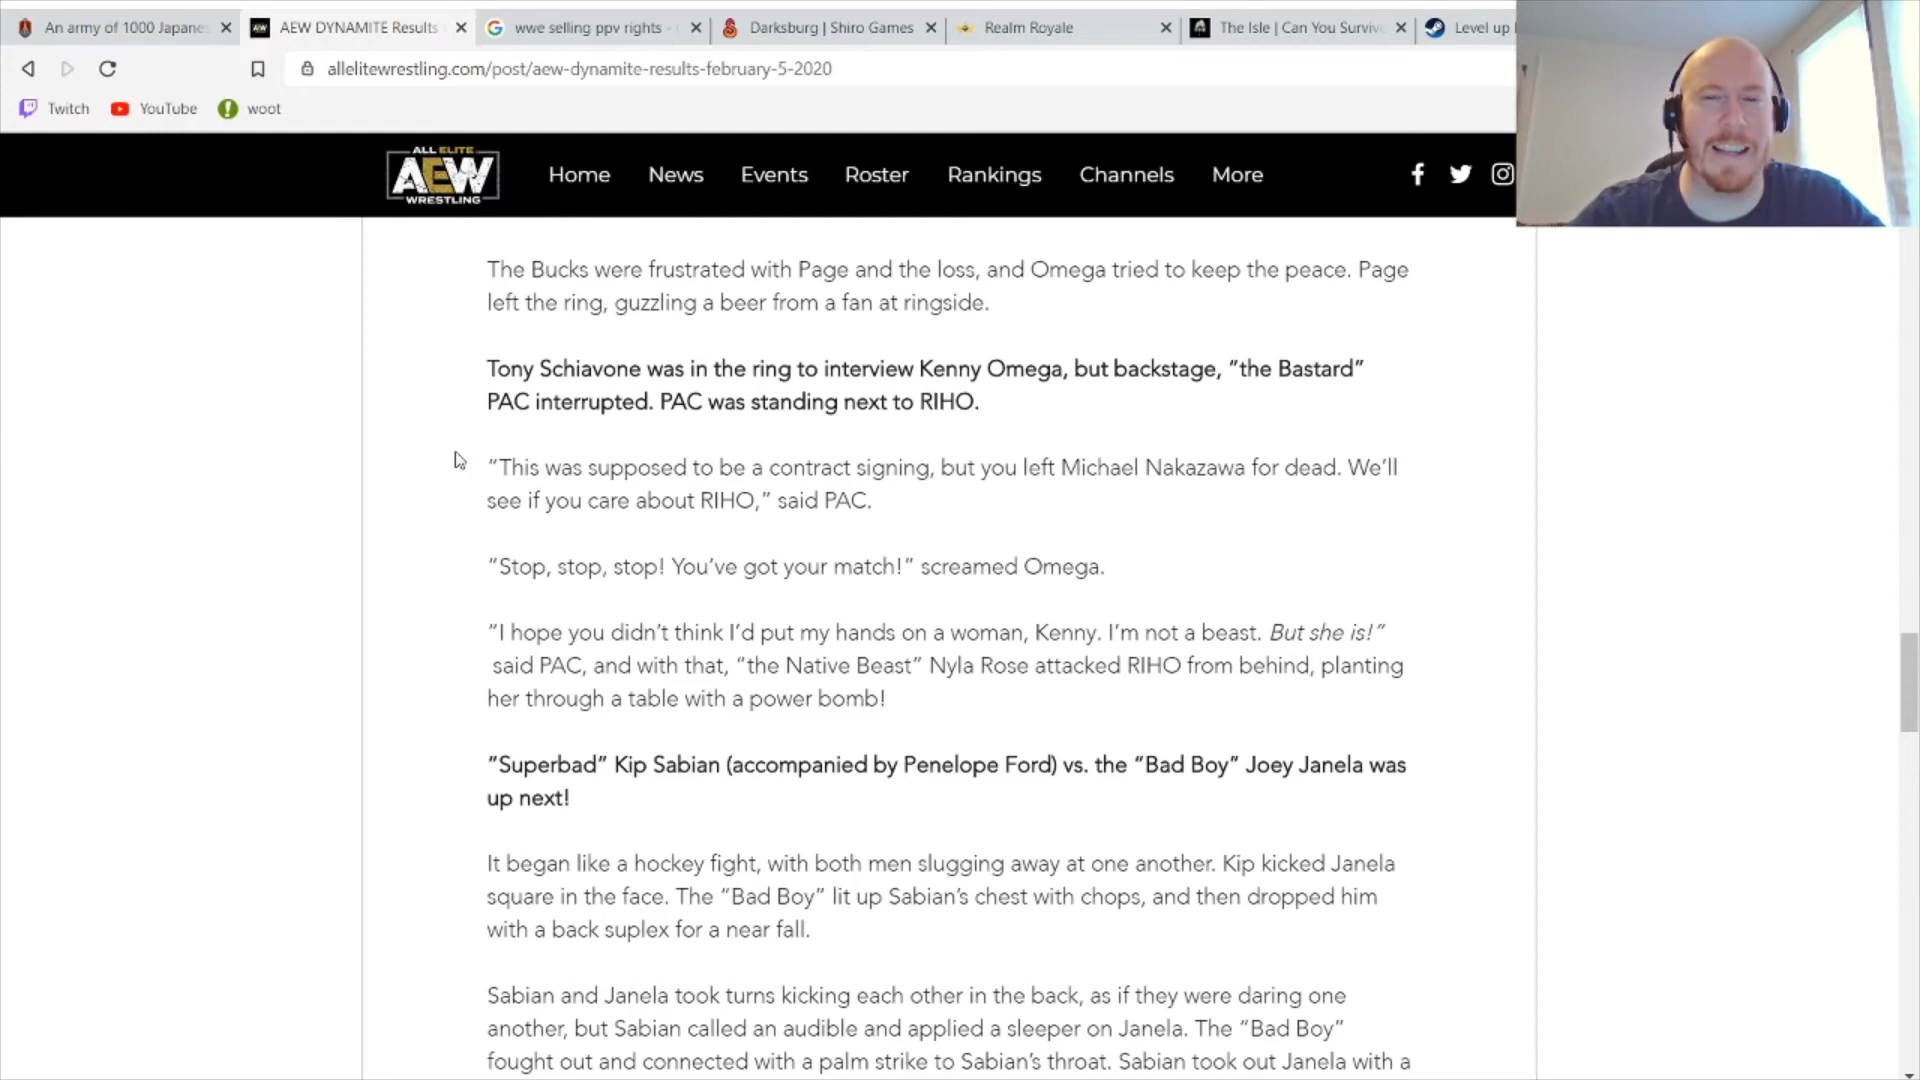 An army of 1000 Japane
AEW DYNAMITE Results
wwe selling ppv rights -
Darksburg | Shiro Games
Realm Royale
The Isle | Can You Surviv
Level up
allelitewrestling.com/post/aew-dynamite-results-february-5-2020
Twitch
YouTube
woot
ALL ELITE
AEW
WRESTLING
Home
News
Events
Roster
Rankings
Channels
More
The Bucks were frustrated with Page and the loss, and Omega tried to keep the peace. Page
left the ring, guzzling a beer from a fan at ringside.
Tony Schiavone was in the ring to interview Kenny Omega, but backstage, “the Bastard”
PAC interrupted. PAC was standing next to RIHO.
“This was supposed to be a contract signing, but you left Michael Nakazawa for dead. We’ll
see if you care about RIHO,” said PAC.
“Stop, stop, stop! You’ve got your match!” screamed Omega.
“I hope you didn’t think I’d put my hands on a woman, Kenny. I’m not a beast. But she is!”
said PAC, and with that, “the Native Beast” Nyla Rose attacked RIHO from behind, planting
her through a table with a power bomb!
“Superbad” Kip Sabian (accompanied by Penelope Ford) vs. the “Bad Boy” Joey Janela was
up next!
It began like a hockey fight, with both men slugging away at one another. Kip kicked Janela
square in the face. The “Bad Boy” lit up Sabian’s chest with chops, and then dropped him
with a back suplex for a near fall.
Sabian and Janela took turns kicking each other in the back, as if they were daring one
another, but Sabian called an audible and applied a sleeper on Janela. The “Bad Boy”
fought out and connected with a palm strike to Sabian’s throat. Sabian took out Janela with a